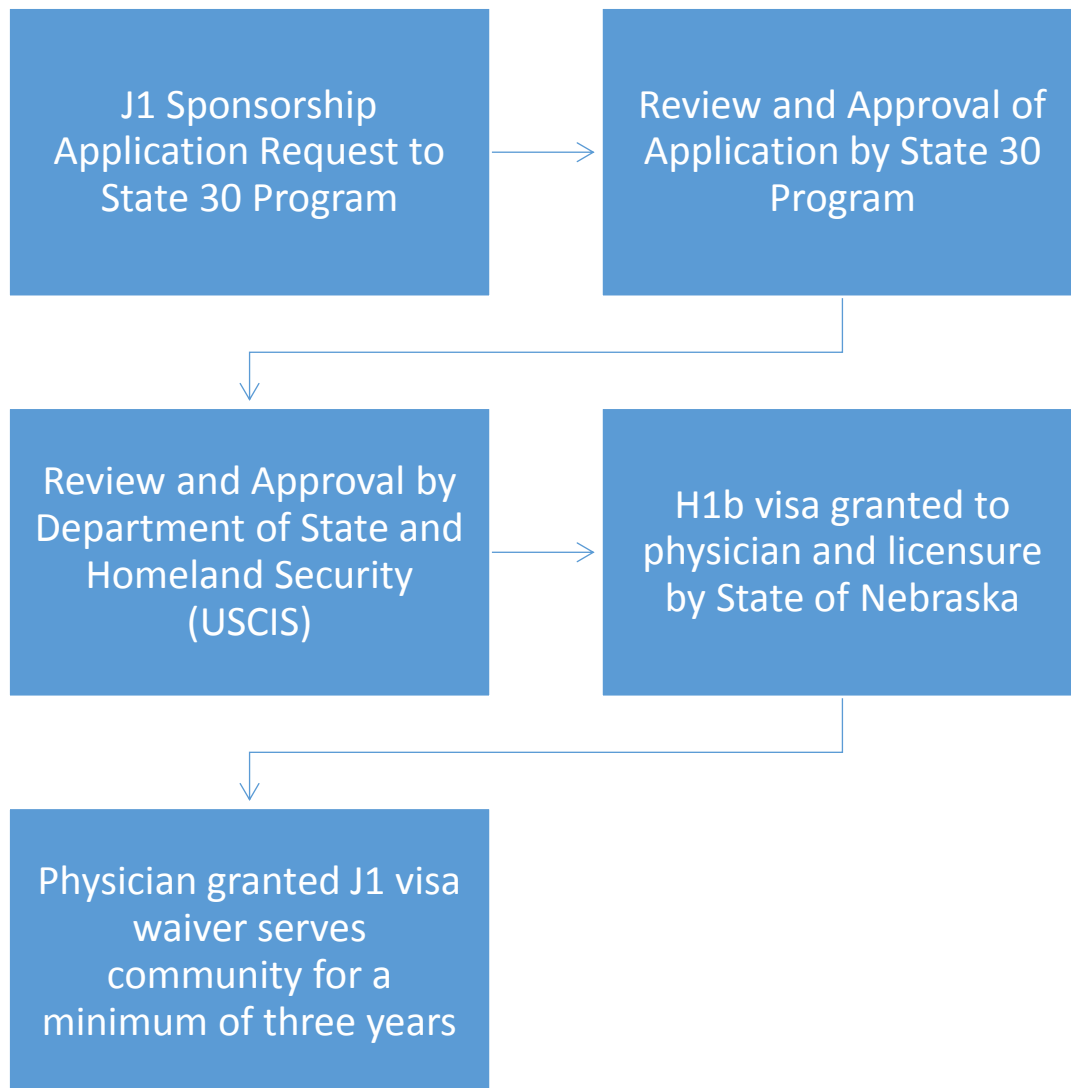 J1 Sponsorship
Application Request to
State 30 Program
Review and Approval of
Application by State 30
Program
Review and Approval by
Department of State and
Homeland Security
(USCIS)
H1b visa granted to
physician and licensure
by State of Nebraska
Physician granted J1 visa
waiver serves
community for a
minimum of three years